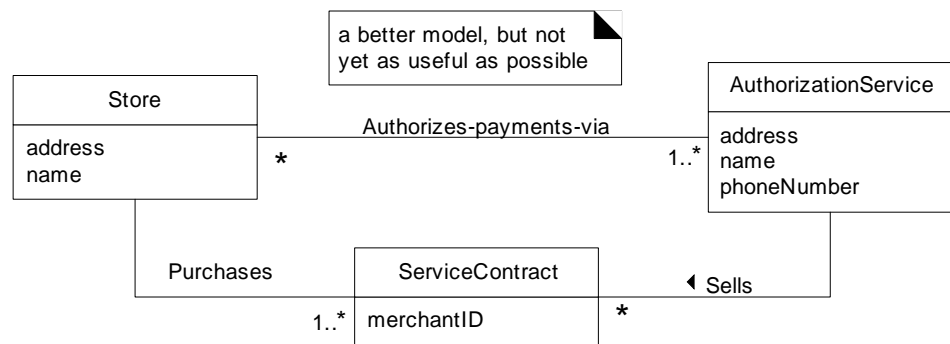 a better model, but not
yet as useful as possible
Store
address
name
Authorizes-payments-via
*
1..*
AuthorizationService
address
name
phoneNumber
Purchases
1..*
ServiceContract
merchantID
*
Sells